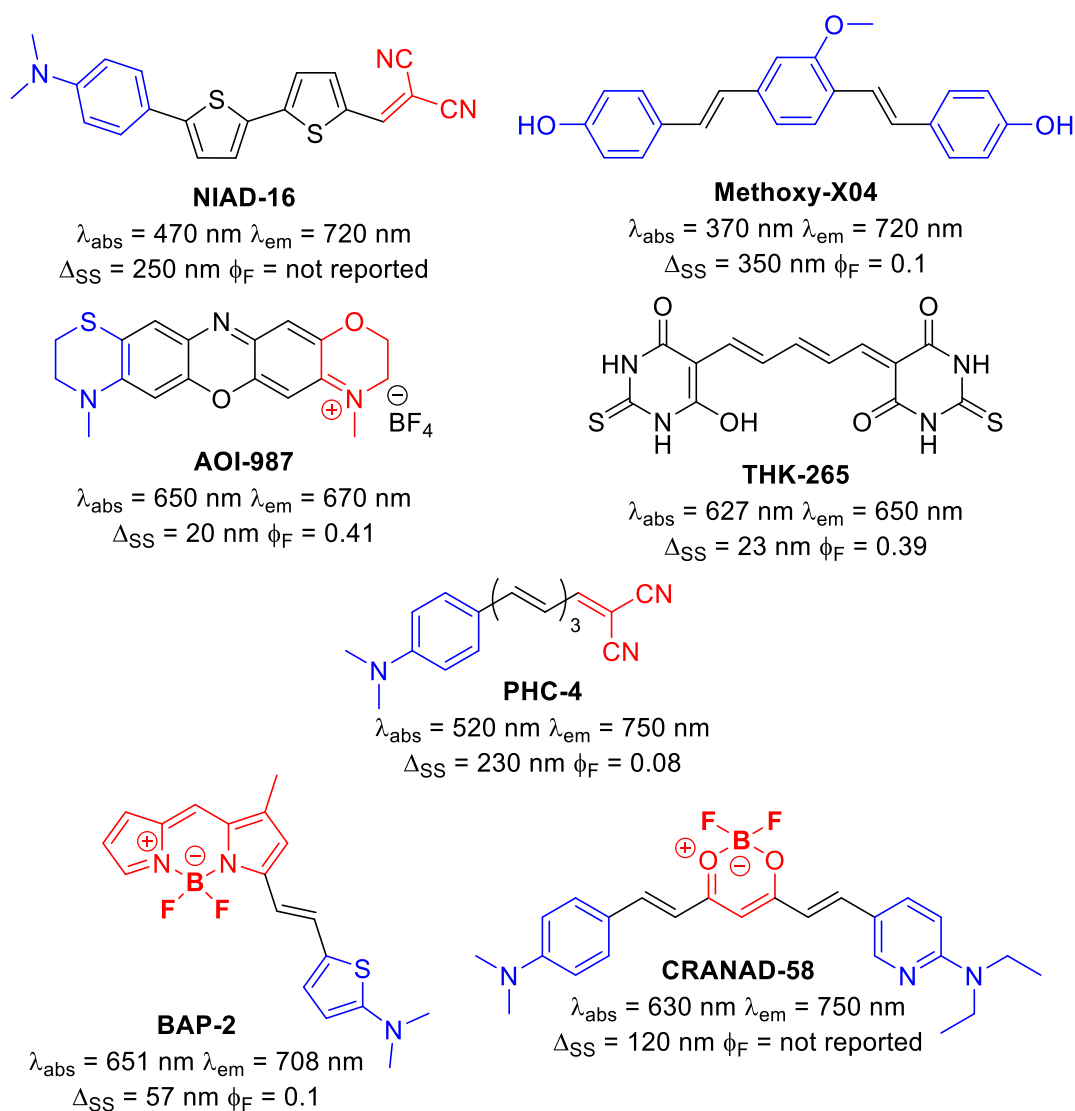 N
S
S
NC
CN
NIAD-16
λabs = 470 nm λem = 720 nm
ΔSS = 250 nm ϕF = not reported
O
HO
OH
Methoxy-X04
λabs = 370 nm λem = 720 nm
ΔSS = 350 nm ϕF = 0.1
S
N
O
N
O
N
⊕
⊖
BF4
AOI-987
λabs = 650 nm λem = 670 nm
ΔSS = 20 nm ϕF = 0.41
O
O
HN
NH
S
N
H
OH
O
N
H
S
THK-265
λabs = 627 nm λem = 650 nm
ΔSS = 23 nm ϕF = 0.39
N
3
CN
CN
PHC-4
λabs = 520 nm λem = 750 nm
ΔSS = 230 nm ϕF = 0.08
⊕
⊖
N
N
B
F
F
S
N
BAP-2
λabs = 651 nm λem = 708 nm
ΔSS = 57 nm ϕF = 0.1
F
F
B
⊕
⊖
O
O
N
N
N
CRANAD-58
λabs = 630 nm λem = 750 nm
ΔSS = 120 nm ϕF = not reported